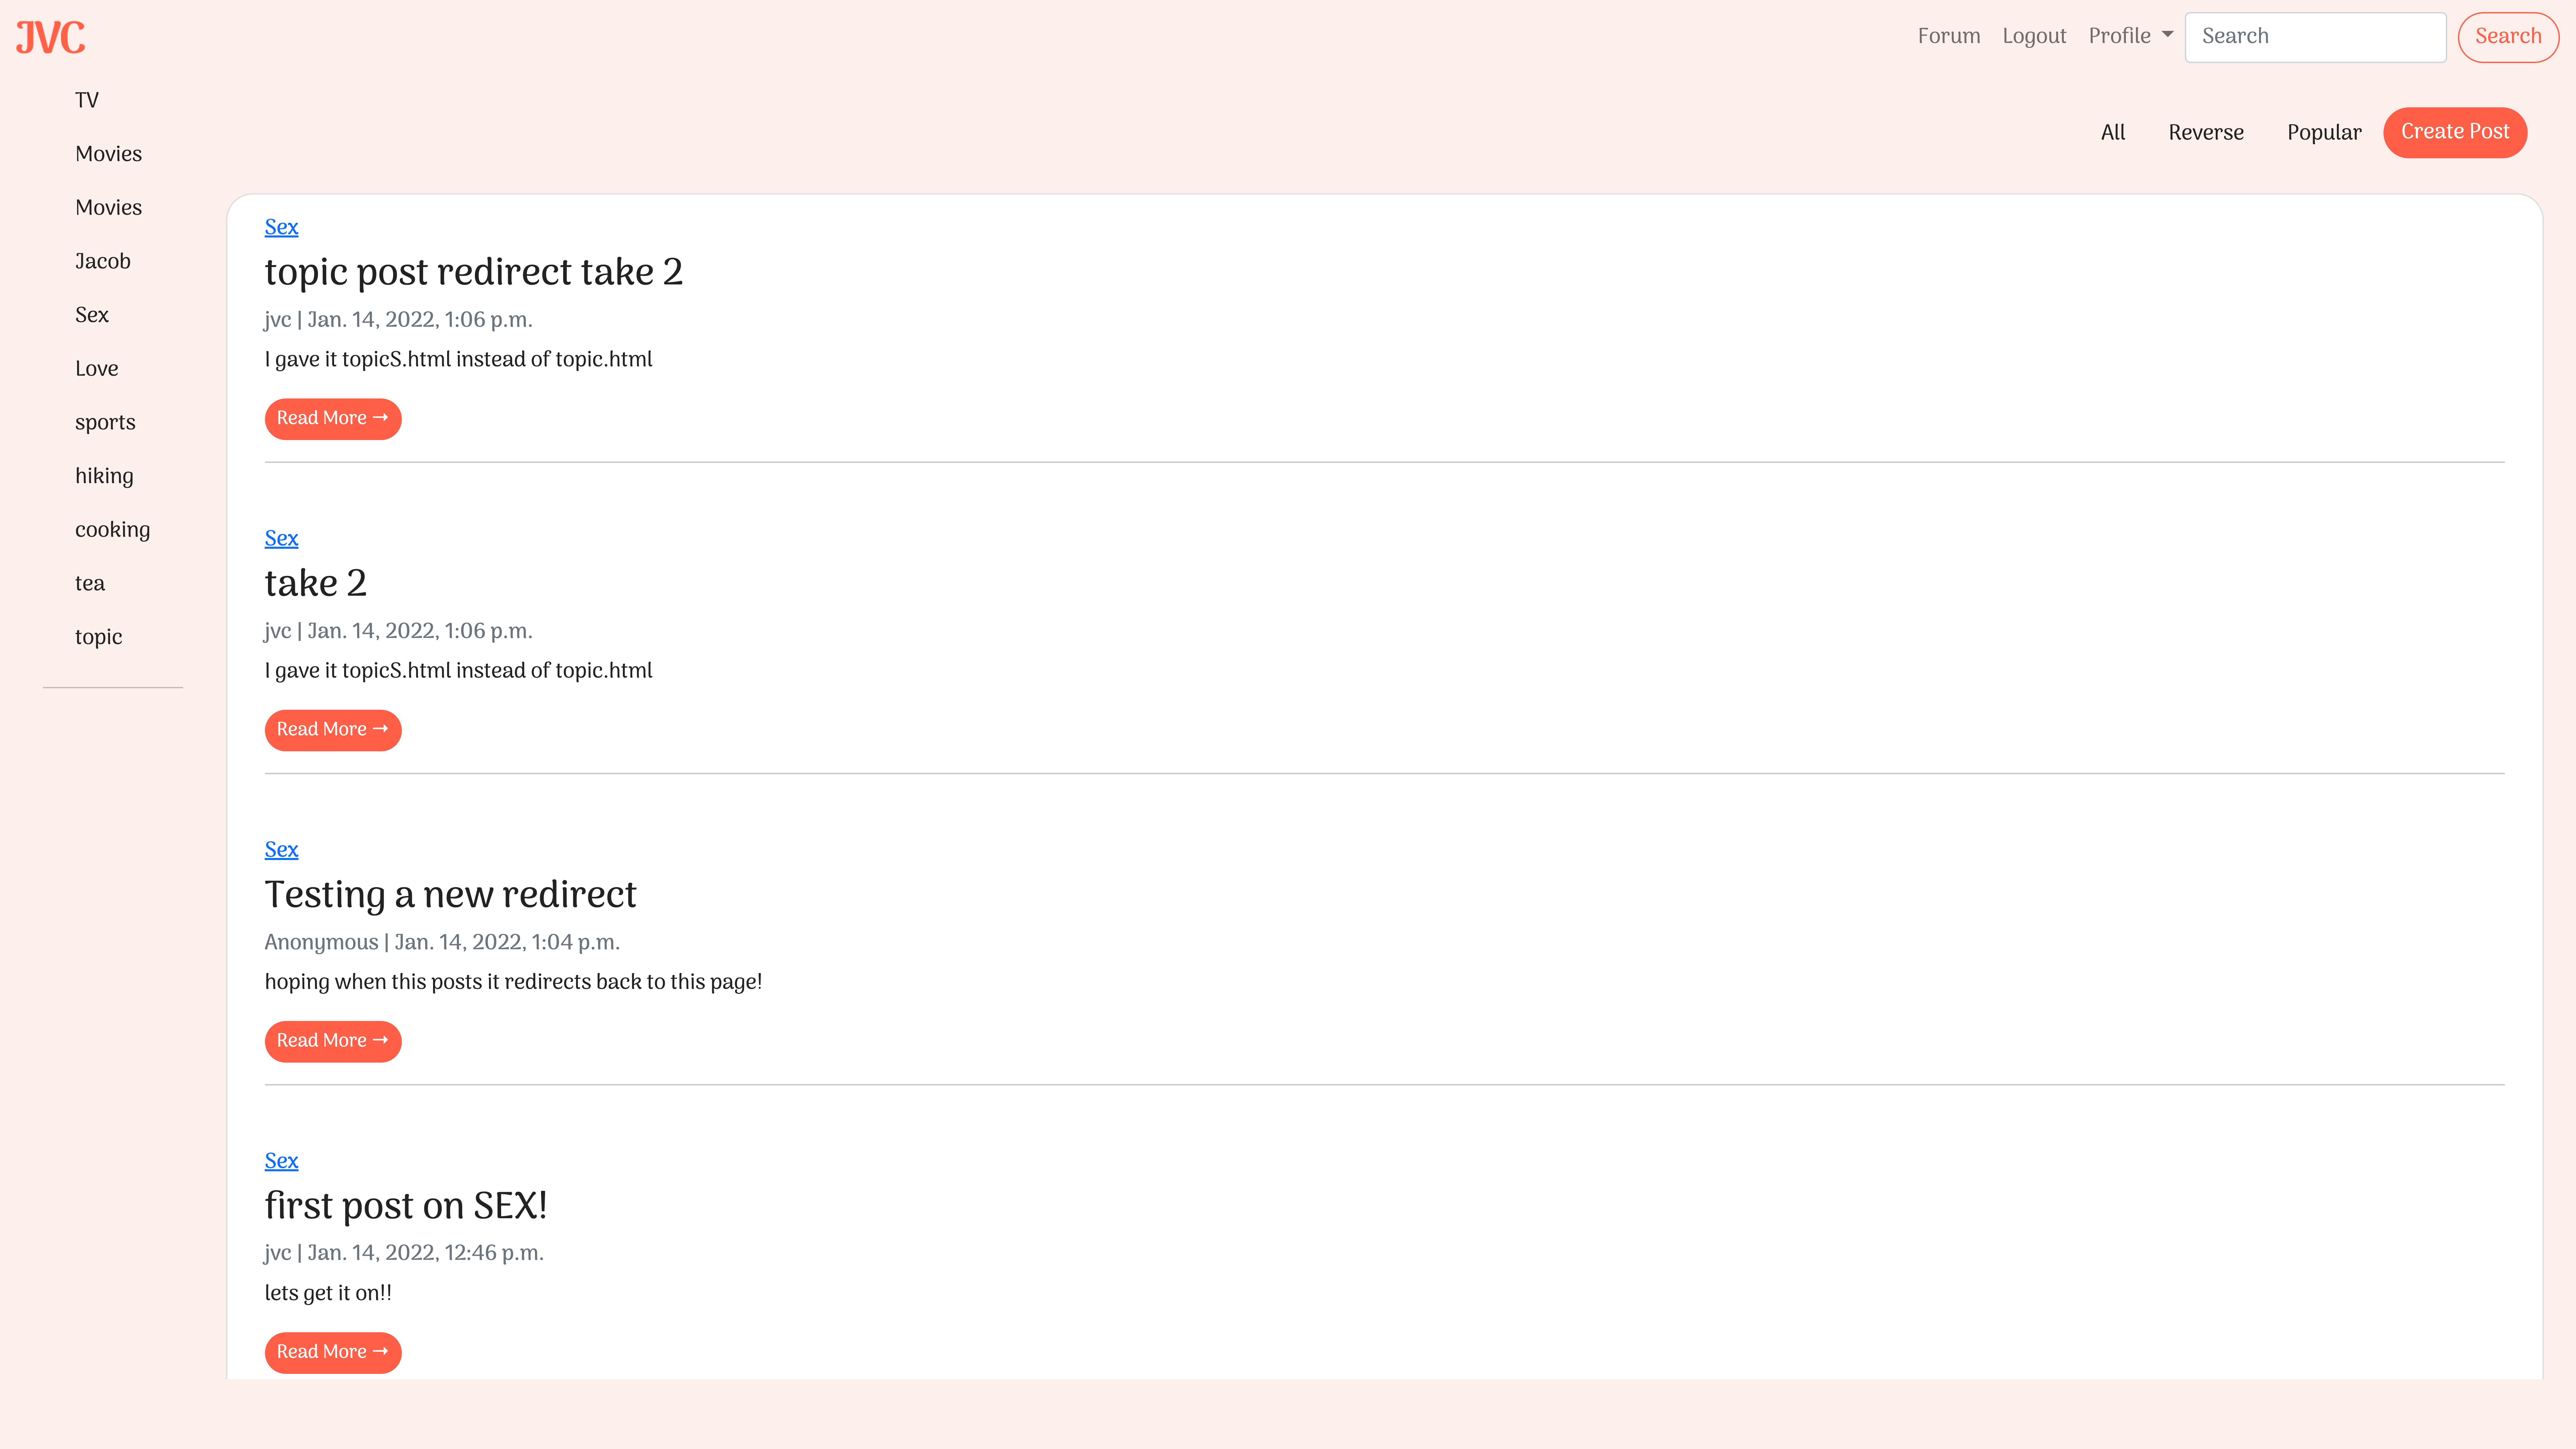 JVC
Forum Logout Profile Search Search
TV
Movies
Movies
Jacob
Sex
Love
sports
hiking
cooking
tea
topic
All Reverse Popular Create Post
Sex
topic post redirect take 2
jvc | Jan. 14, 2022, 1:06 p.m.
I gave it topicS.html instead of topic.html
Read More →
Sex
take 2
jvc | Jan. 14, 2022, 1:06 p.m.
I gave it topicS.html instead of topic.html
Read More →
Sex
Testing a new redirect
Anonymous | Jan. 14, 2022, 1:04 p.m.
hoping when this posts it redirects back to this page!
Read More →
Sex
first post on SEX!
jvc | Jan. 14, 2022, 12:46 p.m.
lets get it on!!
Read More →